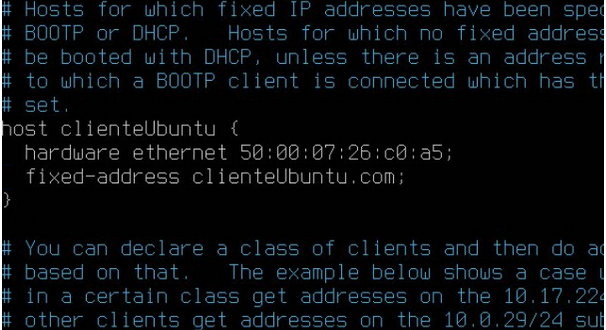 # Hosts for which fixed IP addresses have been spec
# BOOTP or DHCP.   Hosts for which no fixed address
# be booted with DHCP, unless there is an address r
# to which a BOOTP client is connected which has th
# set.
host clienteUbuntu {
  hardware ethernet 50:00:07:26:c0:a5;
  fixed-address clienteUbuntu.com;
}
# You can declare a class of clients and then do ac
# based on that.   The example below shows a case u
# in a certain class get addresses on the 10.17.224
# other clients get addresses on the 10.0.29/24 sub